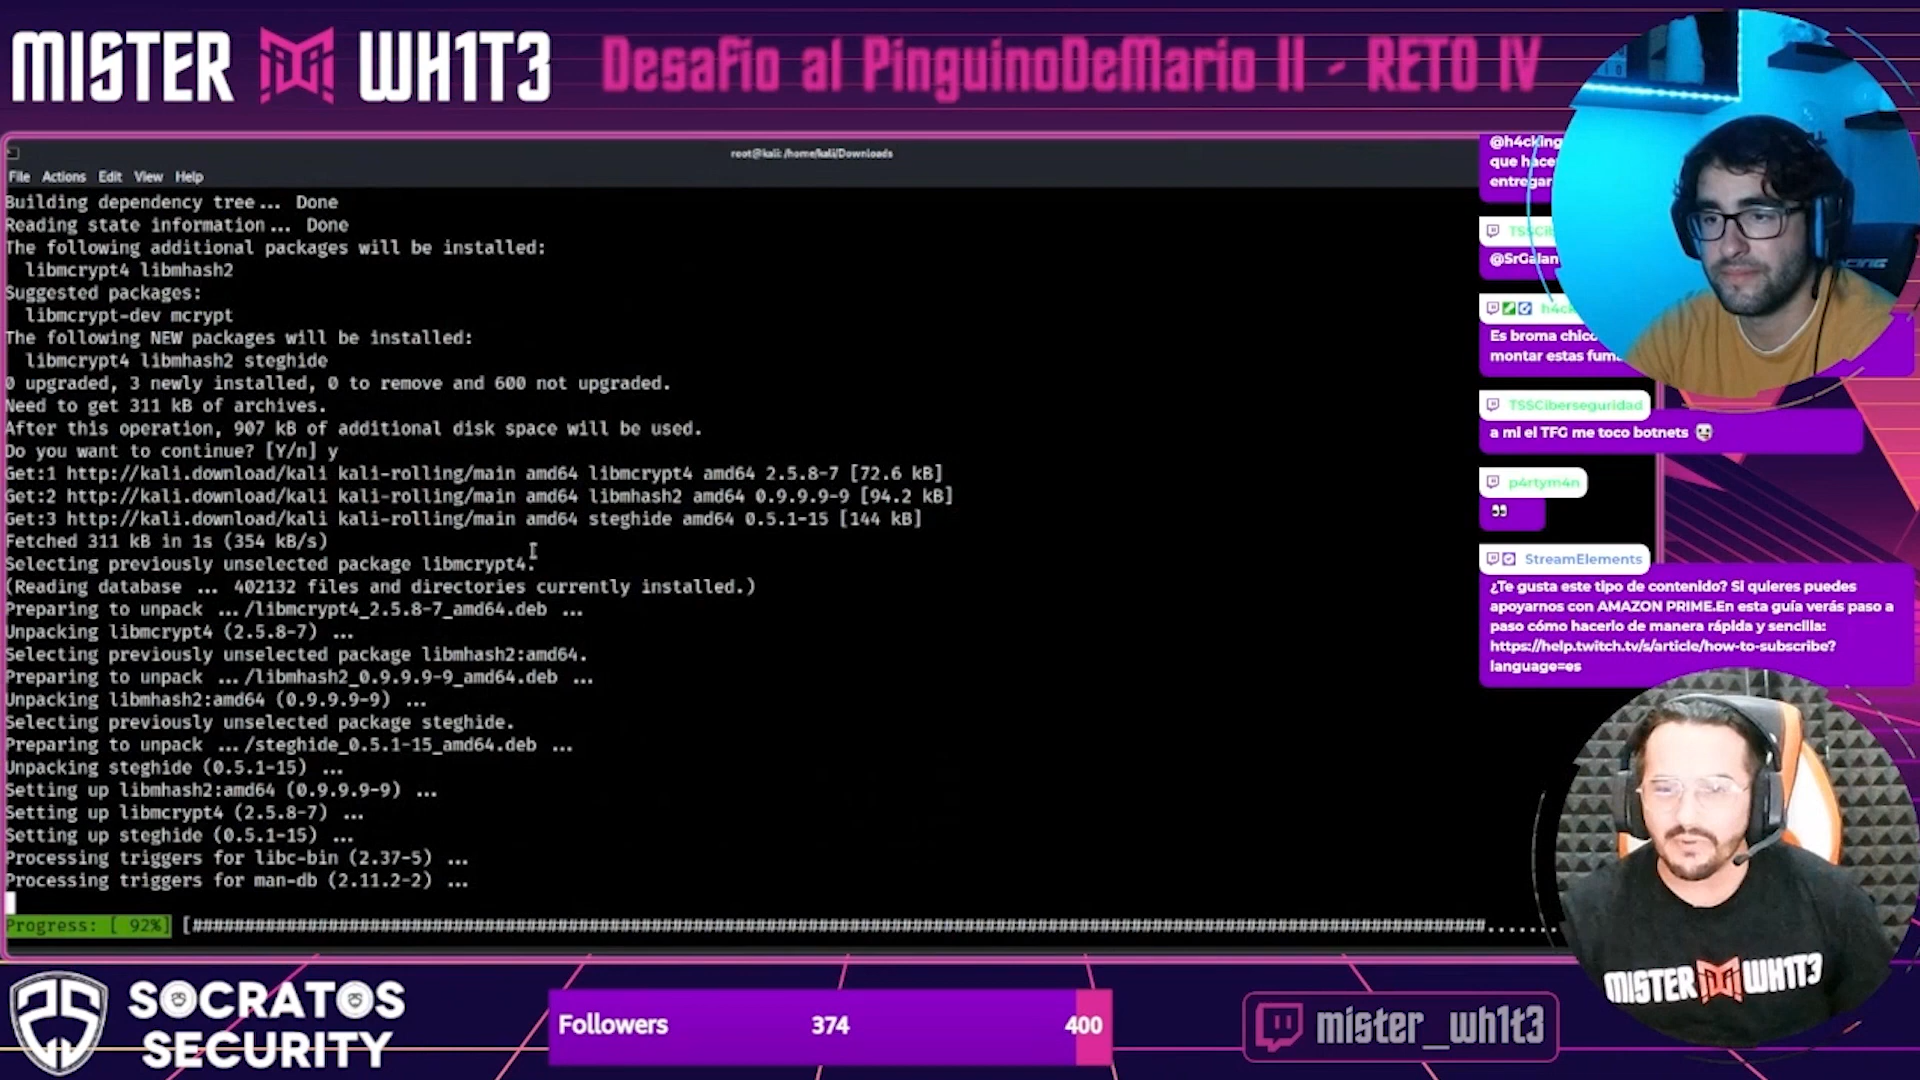 MISTER WH1T3
Desafio al PinguinoDeMario II - RETO IV
root@kali: /home/kali/Downloads
File Actions Edit View Help
Building dependency tree... Done
Reading state information... Done
The following additional packages will be installed:
libmcrypt4 libmhash2
Suggested packages:
libmcrypt-dev mcrypt
The following NEW packages will be installed:
libmcrypt4 libmhash2 steghide
0 upgraded, 3 newly installed, 0 to remove and 600 not upgraded.
Need to get 311 kB of archives.
After this operation, 907 kB of additional disk space will be used.
Do you want to continue? [Y/n] y
Get:1 http://kali.download/kali kali-rolling/main amd64 libmcrypt4 amd64 2.5.8-7 [72.6 kB]
Get:2 http://kali.download/kali kali-rolling/main amd64 libmhash2 amd64 0.9.9.9-9 [94.2 kB]
Get:3 http://kali.download/kali kali-rolling/main amd64 steghide amd64 0.5.1-15 [144 kB]
Fetched 311 kB in 1s (354 kB/s)
Selecting previously unselected package libmcrypt4.
(Reading database ... 402132 files and directories currently installed.)
Preparing to unpack .../libmcrypt4_2.5.8-7_amd64.deb ...
Unpacking libmcrypt4 (2.5.8-7) ...
Selecting previously unselected package libmhash2:amd64.
Preparing to unpack .../libmhash2_0.9.9.9-9_amd64.deb ...
Unpacking libmhash2:amd64 (0.9.9.9-9) ...
Selecting previously unselected package steghide.
Preparing to unpack .../steghide_0.5.1-15_amd64.deb ...
Unpacking steghide (0.5.1-15) ...
Setting up libmhash2:amd64 (0.9.9.9-9) ...
Setting up libmcrypt4 (2.5.8-7) ...
Setting up steghide (0.5.1-15) ...
Processing triggers for libc-bin (2.37-5) ...
Processing triggers for man-db (2.11.2-2) ...
Progress: [ 92%]
@h4cking
que hace
entregar
TSSCib
@SrGalan
h4ck
Es broma chico
montar estas fum
TSSCiberseguridad
a mi el TFG me toco botnets
p4rtym4n
StreamElements
¿Te gusta este tipo de contenido? Si quieres puedes
apoyarnos con AMAZON PRIME.En esta guía verás paso a
paso cómo hacerlo de manera rápida y sencilla:
https://help.twitch.tv/s/article/how-to-subscribe?
language=es
MISTER WH1T3
SOCRATOS
SECURITY
Followers 374 400
mister_wh1t3